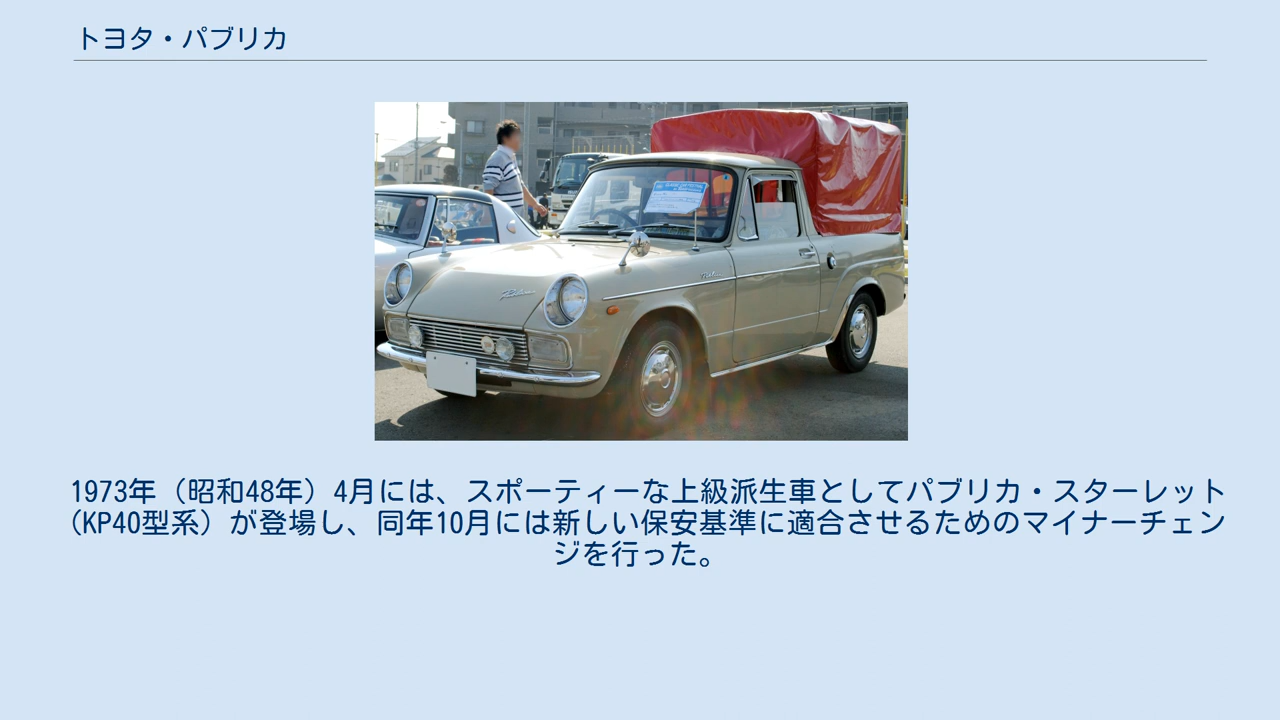 トヨタ・パブリカ
1973年（昭和48年）4月には、スポーティーな上級派生車としてパブリカ・スターレット
(KP40型系）が登場し、同年10月には新しい保安基準に適合させるためのマイナーチェン
ジを行った。